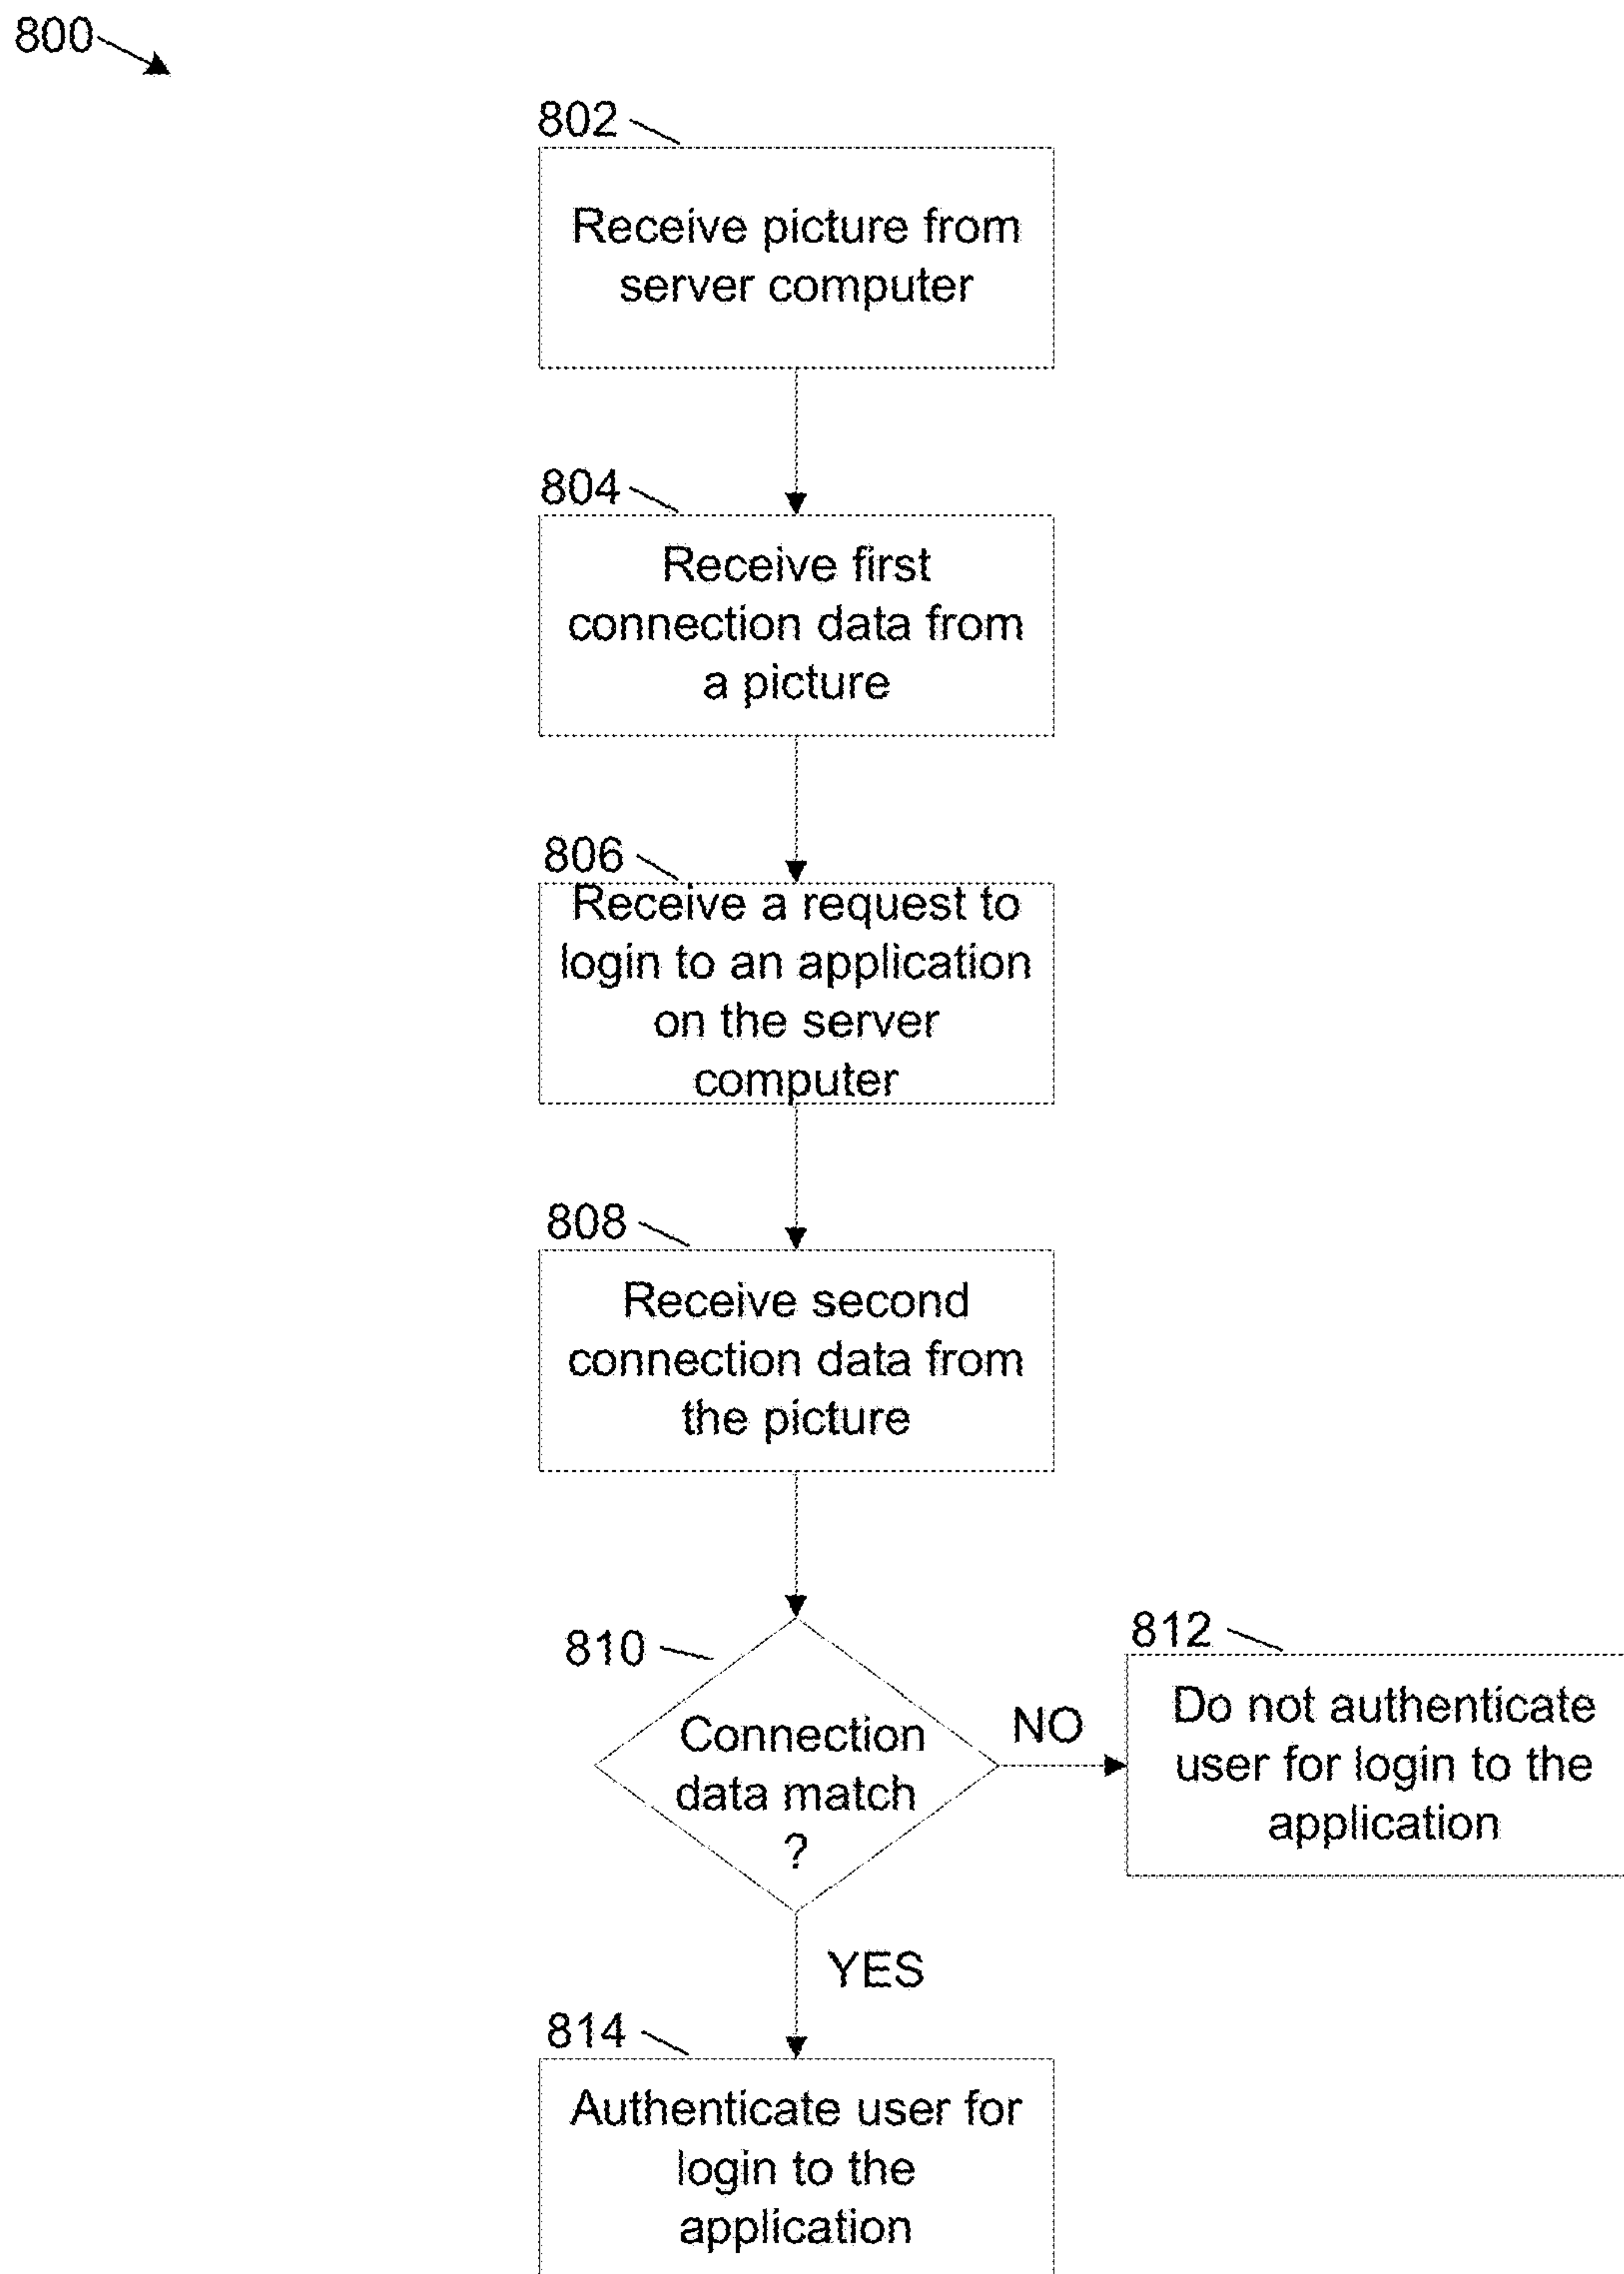 800
802
Receive picture from
server computer
804
Receive first
connection data from
a picture
806
Receive a request to
login to an application
on the server
computer
808
Receive second
connection data from
the picture
810
Connection
data match
?
NO
812
Do not authenticate
user for login to the
application
YES
814
Authenticate user for
login to the
application